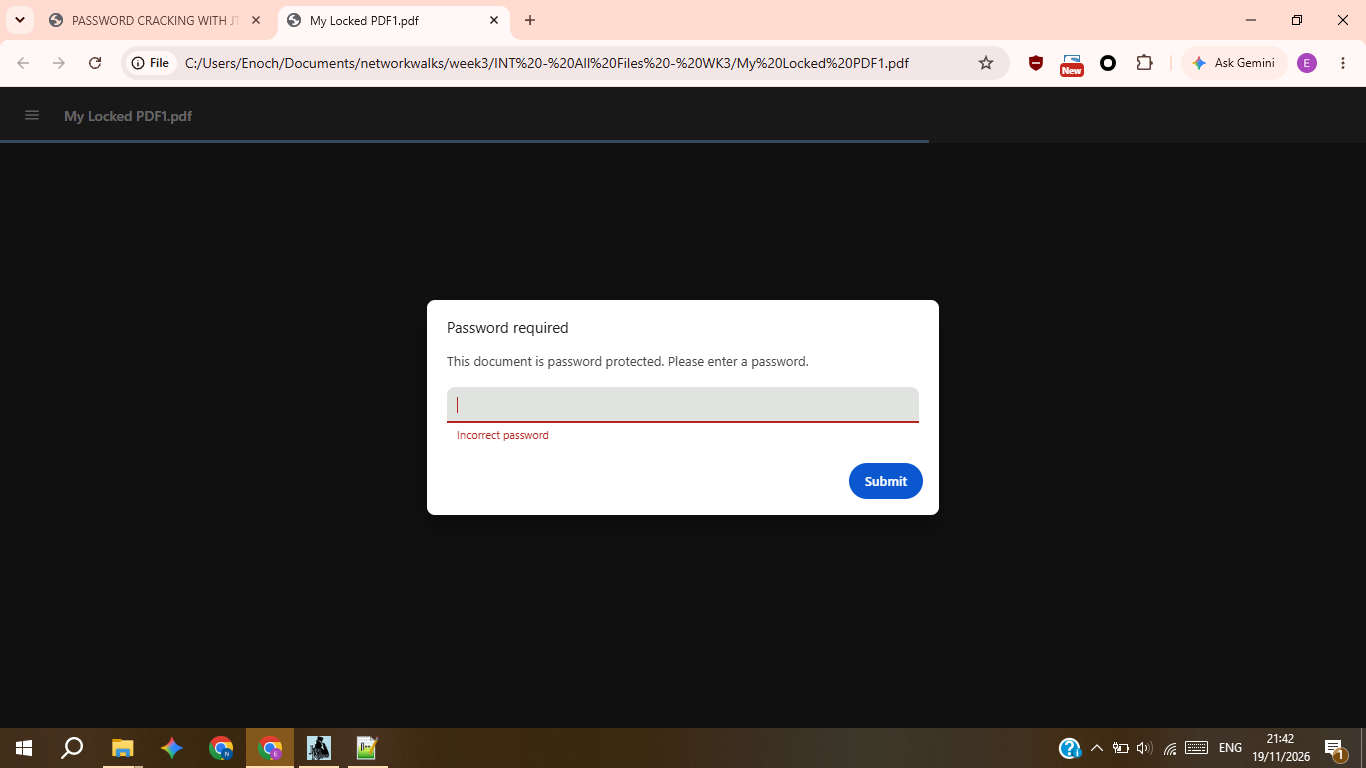 PASSWORD CRACKING WITH JT
My Locked PDF1.pdf
File
C:/Users/Enoch/Documents/networkwalks/week3/INT%20-%20All%20Files%20-%20WK3/My%20Locked%20PDF1.pdf
New
Ask Gemini
E
My Locked PDF1.pdf
Password required
This document is password protected. Please enter a password.
Incorrect password
Submit
N
E
ENG
21:42
19/11/2026
1